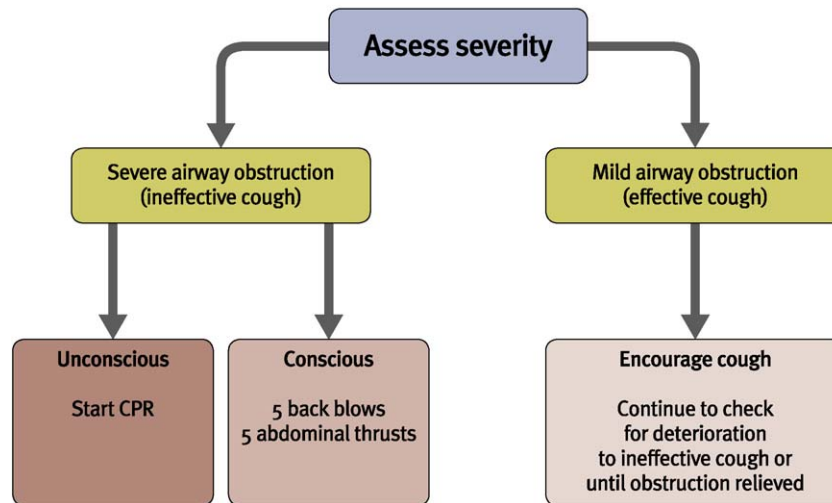 Assess severity
Severe airway obstruction
(ineffective cough)
Mild airway obstruction
(effective cough)
Unconscious
Start CPR
Conscious
5 back blows
5 abdominal thrusts
Encourage cough
Continue to check
for deterioration
to ineffective cough or
until obstruction relieved